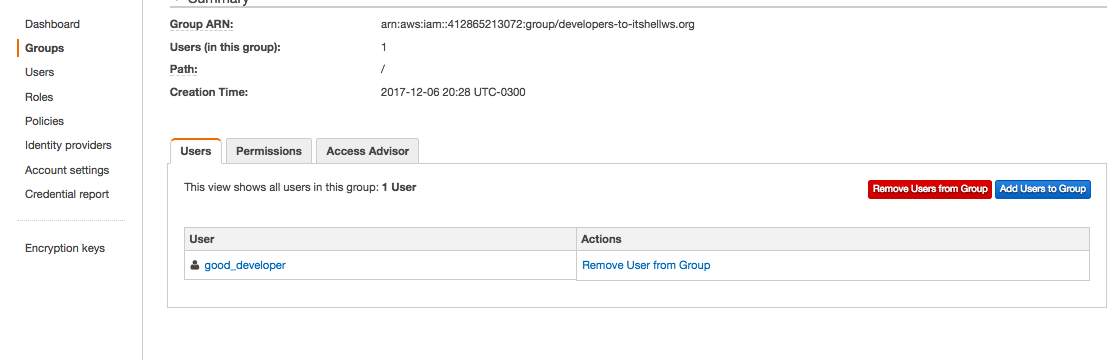 Summary
Dashboard
Groups
Users
Roles
Policies
Identity providers
Account settings
Credential report
Encryption keys
Group ARN: arn:aws:iam::412865213072:group/developers-to-itshellws.org
Users (in this group): 1
Path: /
Creation Time: 2017-12-06 20:28 UTC-0300
Users Permissions Access Advisor
This view shows all users in this group: 1 User
Remove Users from Group Add Users to Group
User Actions
good_developer Remove User from Group